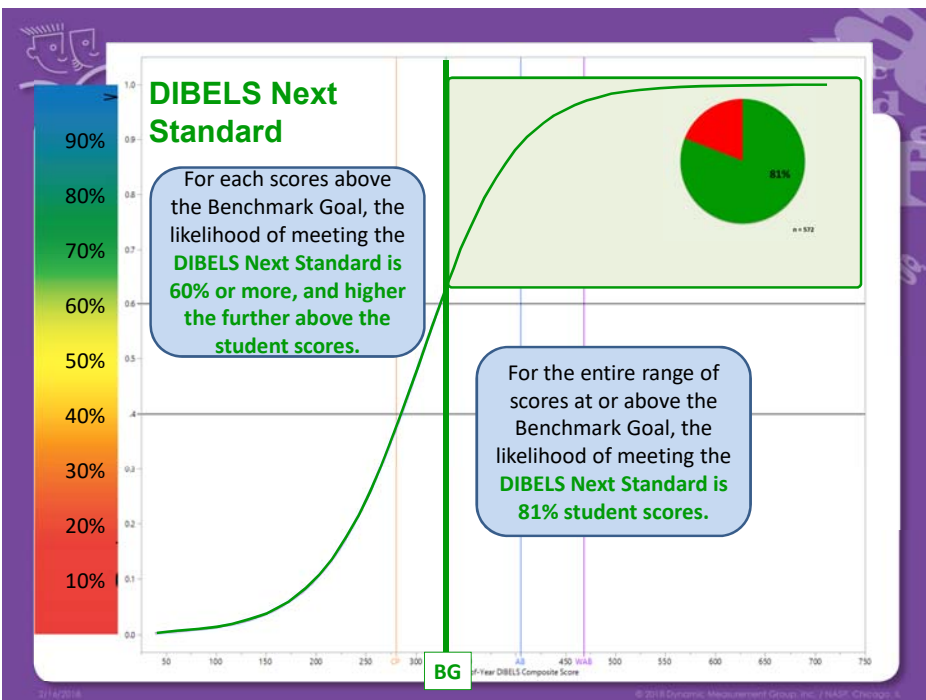 DIBELS Next
Standard
For each scores above
the Benchmark Goal, the
likelihood of meeting the
DIBELS Next Standard is
60% or more, and higher
the further above the
student scores.
81%
n = 572
For the entire range of
scores at or above the
Benchmark Goal, the
likelihood of meeting the
DIBELS Next Standard is
81% student scores.
90%
80%
70%
60%
50%
40%
30%
20%
10%
1.0
0.9
0.8
0.7
0.6
0.5
.4
0.3
0.2
0.1
0.0
50 100 150 200 250 CP 300 BG AB 450 WAB 500 550 600 650 700 750
of-Year DIBELS Composite Score
2/16/2018
© 2018 Dynamic Measurement Group, Inc. / NASP, Chicago, IL